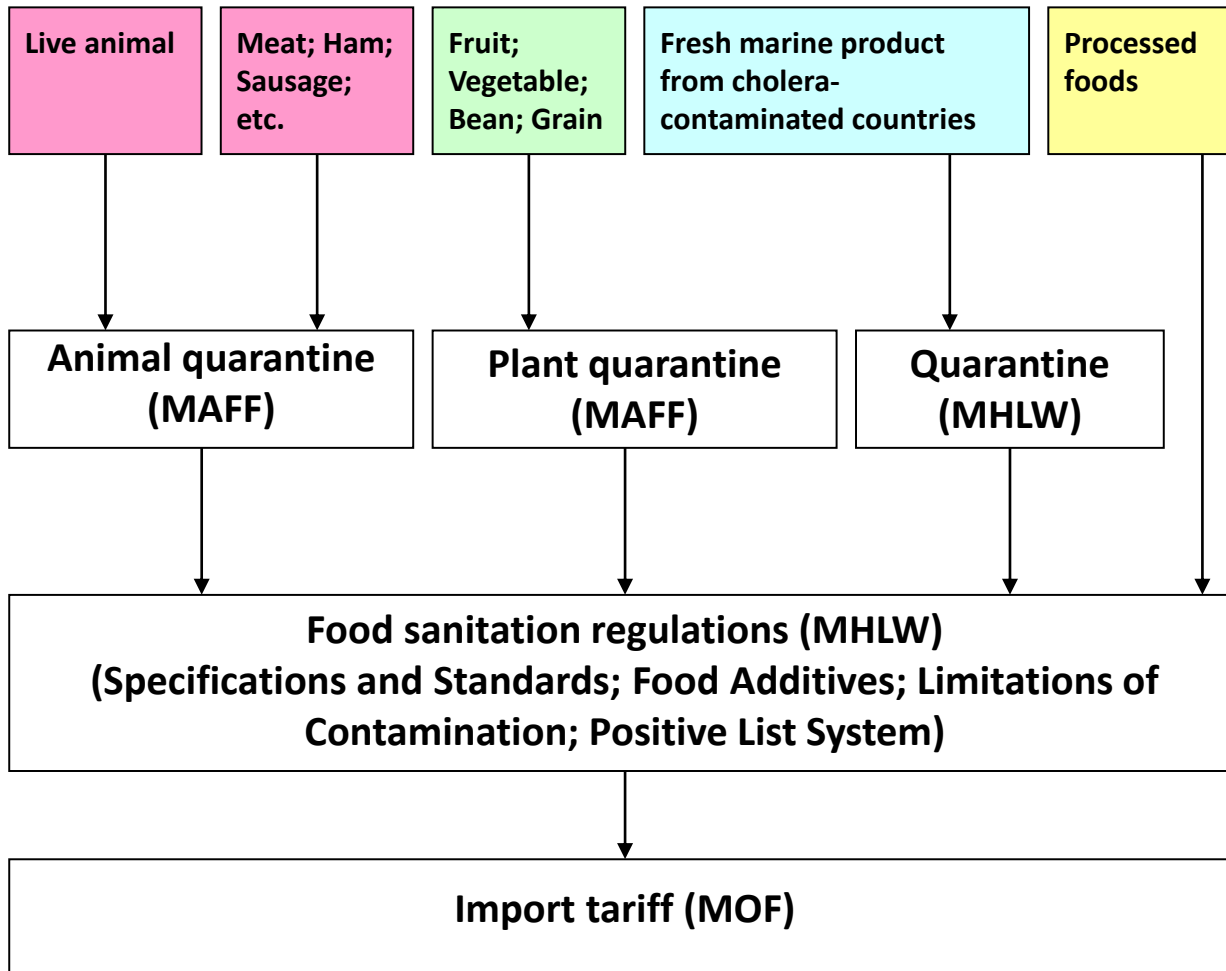 Live animal
Meat; Ham;
Sausage;
etc.
Fruit;
Vegetable;
Bean; Grain
Fresh marine product
from cholera-
contaminated countries
Processed
foods
Animal quarantine
(MAFF)
Plant quarantine
(MAFF)
Quarantine
(MHLW)
Food sanitation regulations (MHLW)
(Specifications and Standards; Food Additives; Limitations of
Contamination; Positive List System)
Import tariff (MOF)